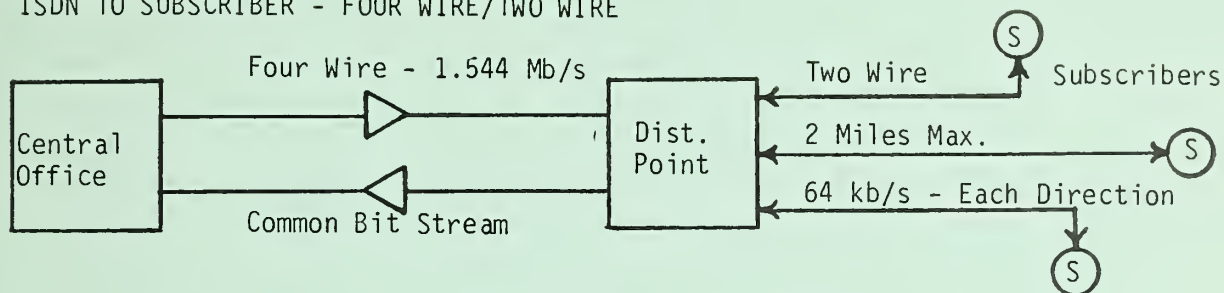 ISDN TO SUBSCRIBER - FOUR WIRE/TWO WIRE
Four Wire - 1.544 Mb/s
Central
Office
Common Bit Stream
Dist.
Point
Two Wire
2 Miles Max.
64 kb/s - Each Direction
S
Subscribers
S
S